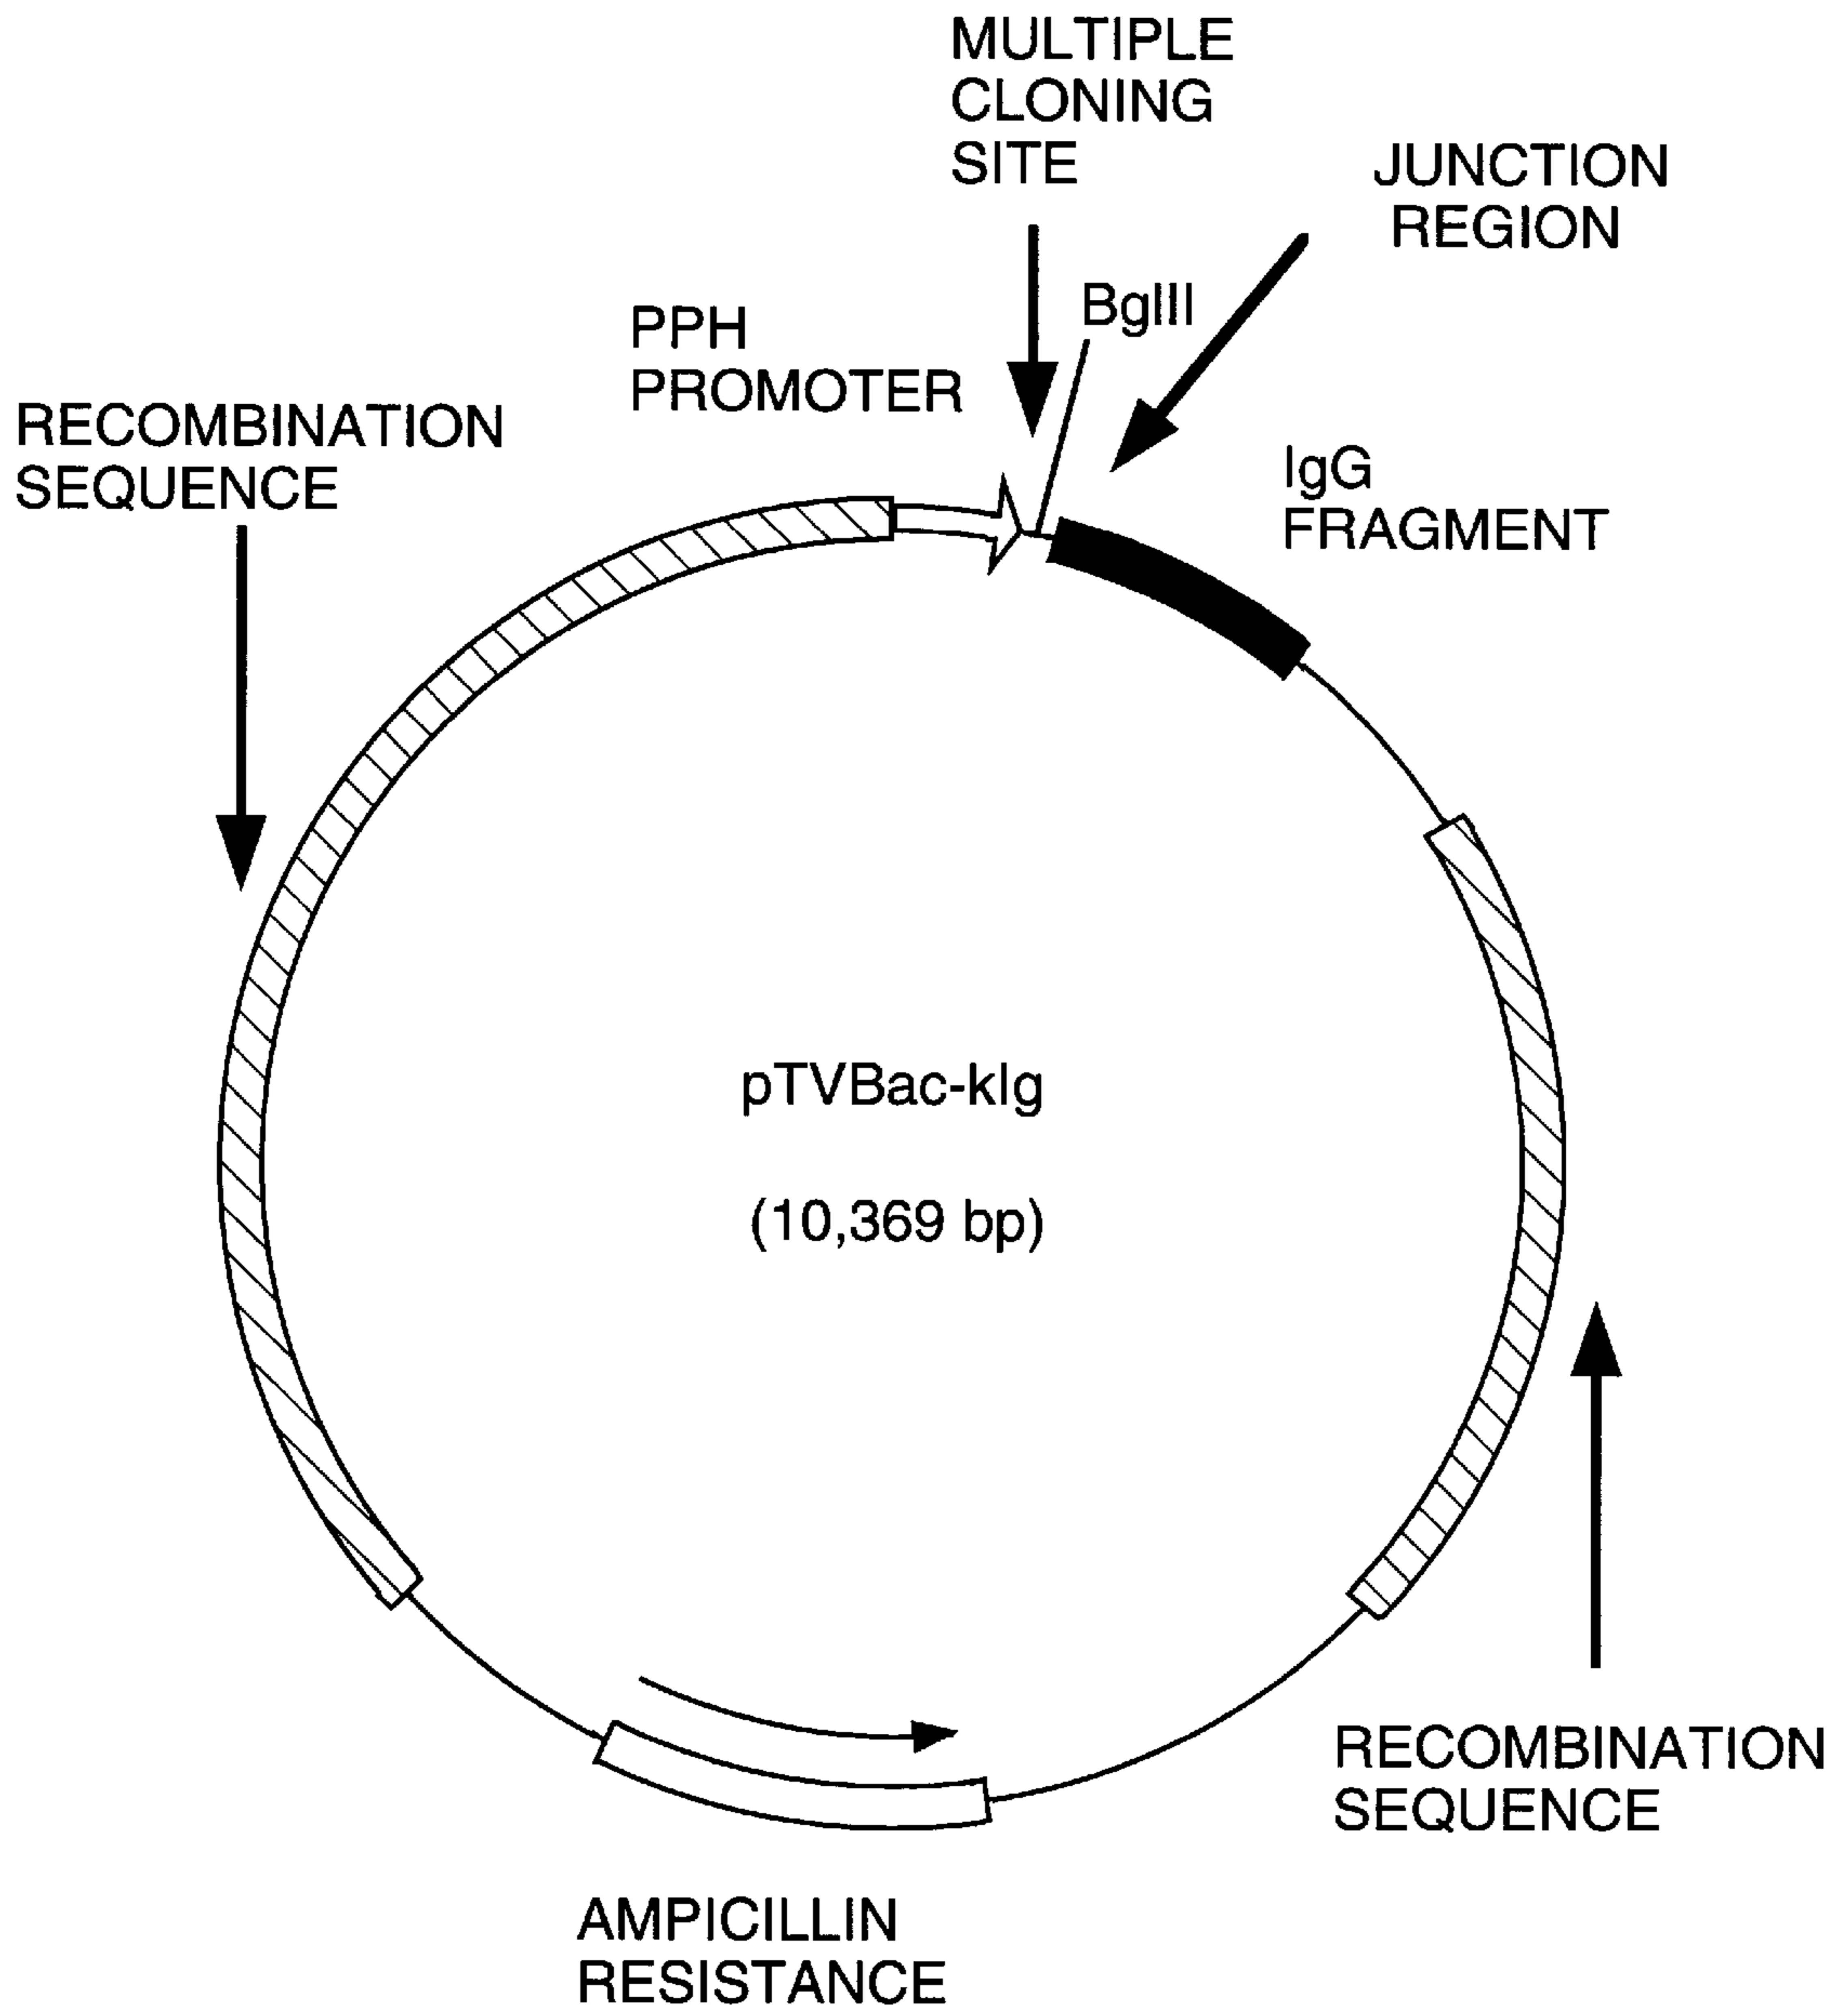 MULTIPLE
CLONING
SITE
JUNCTION
REGION
BglII
PPH
PROMOTER
RECOMBINATION
SEQUENCE
IgG
FRAGMENT
pTVBac-kIg
(10,369 bp)
RECOMBINATION
SEQUENCE
AMPICILLIN
RESISTANCE